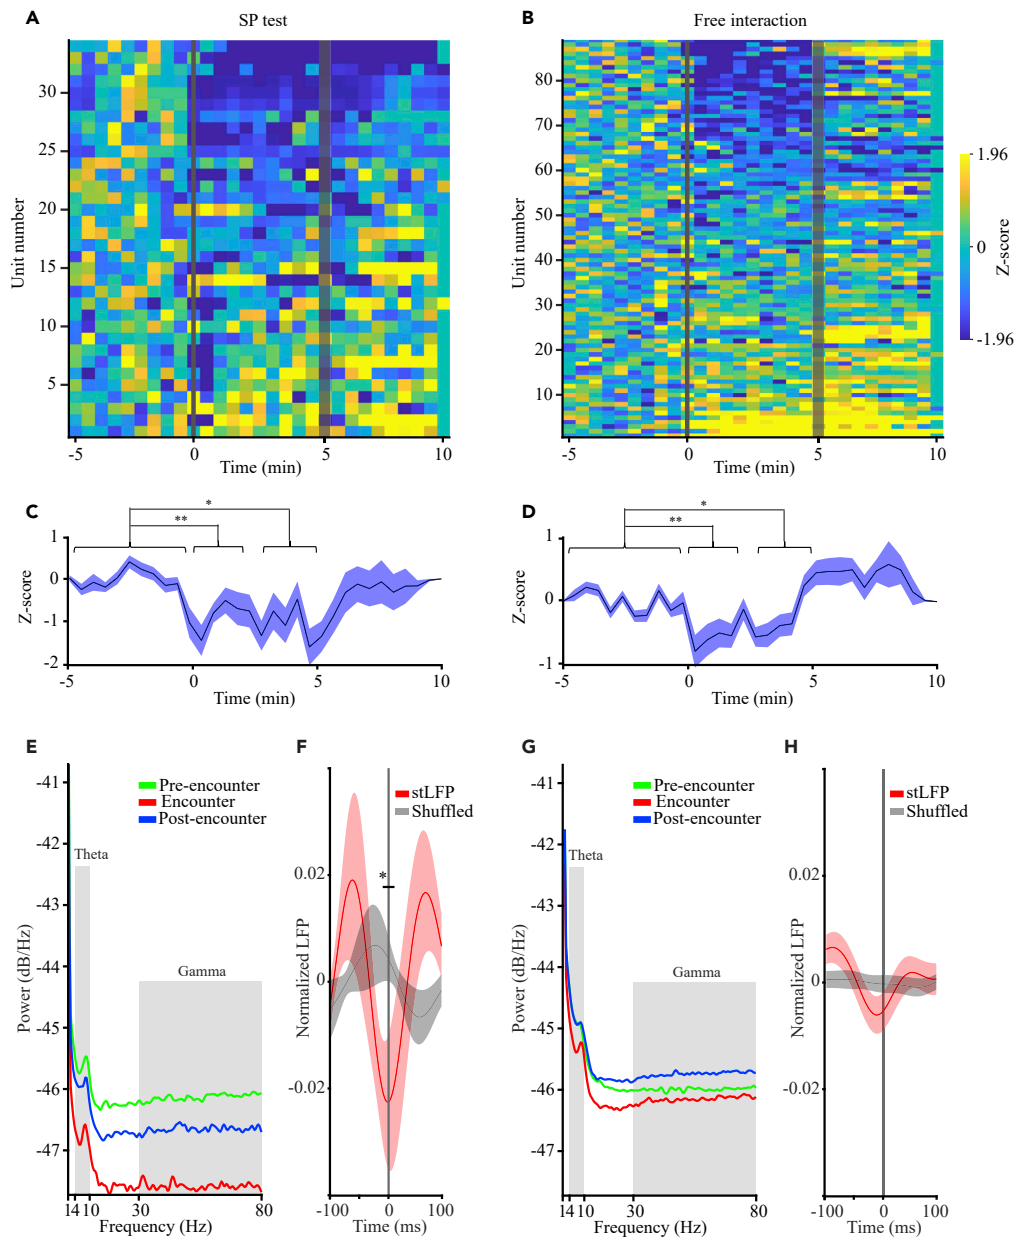 A
SP test
B
Free interaction
Unit number
30
25
20
15
10
5
-5
0
5
10
Time (min)
Unit number
80
70
60
50
40
30
20
10
-5
0
5
10
Time (min)
1.96
0
-1.96
Z-score
C
*
**
Z-score
1
0
-1
-2
-5
0
5
10
Time (min)
D
*
**
Z-score
1
0
-1
-5
0
5
10
Time (min)
E
Power (dB/Hz)
-41
-42
-43
-44
-45
-46
-47
Pre-encounter
Encounter
Post-encounter
Theta
Gamma
1 4 10
30
80
Frequency (Hz)
F
Normalized LFP
0.02
0
-0.02
stLFP
Shuffled
*
-100
0
100
Time (ms)
G
Power (dB/Hz)
-41
-42
-43
-44
-45
-46
-47
Pre-encounter
Encounter
Post-encounter
Theta
Gamma
1 4 10
30
80
Frequency (Hz)
H
Normalized LFP
0.02
0
-0.02
stLFP
Shuffled
-100
0
100
Time (ms)